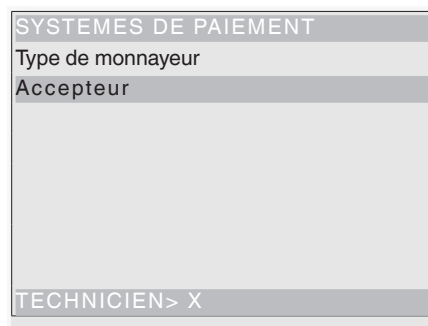 SYSTEMES DE PAIEMENT
Type de monnayeur
Accepteur
TECHNICIEN> X